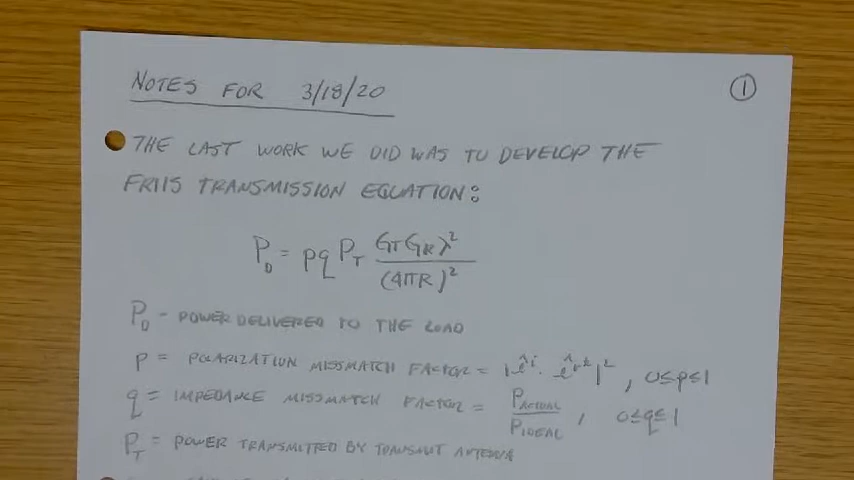 NOTES FOR 3/18/20
1
THE LAST WORK WE DID WAS TO DEVELOP THE
FRIIS TRANSMISSION EQUATION:
P_D = pq P_T (G_T G_R λ²) / (4πR)²
P_D - POWER DELIVERED TO THE LOAD
p = POLARIZATION MISSMATCH FACTOR = , 0≤p≤1
q = IMPEDANCE MISSMATCH FACTOR = P_ACTUAL / P_IDEAL , 0≤q≤1
P_T = POWER TRANSMITTED BY TRANSMIT ANTENNA